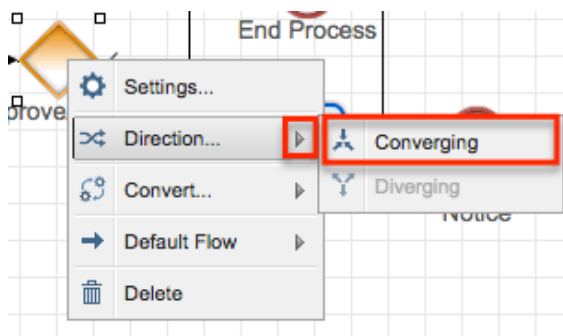 End Process
prove
Settings...
Direction...
Converging
Convert...
Diverging
Notice
Default Flow
Delete